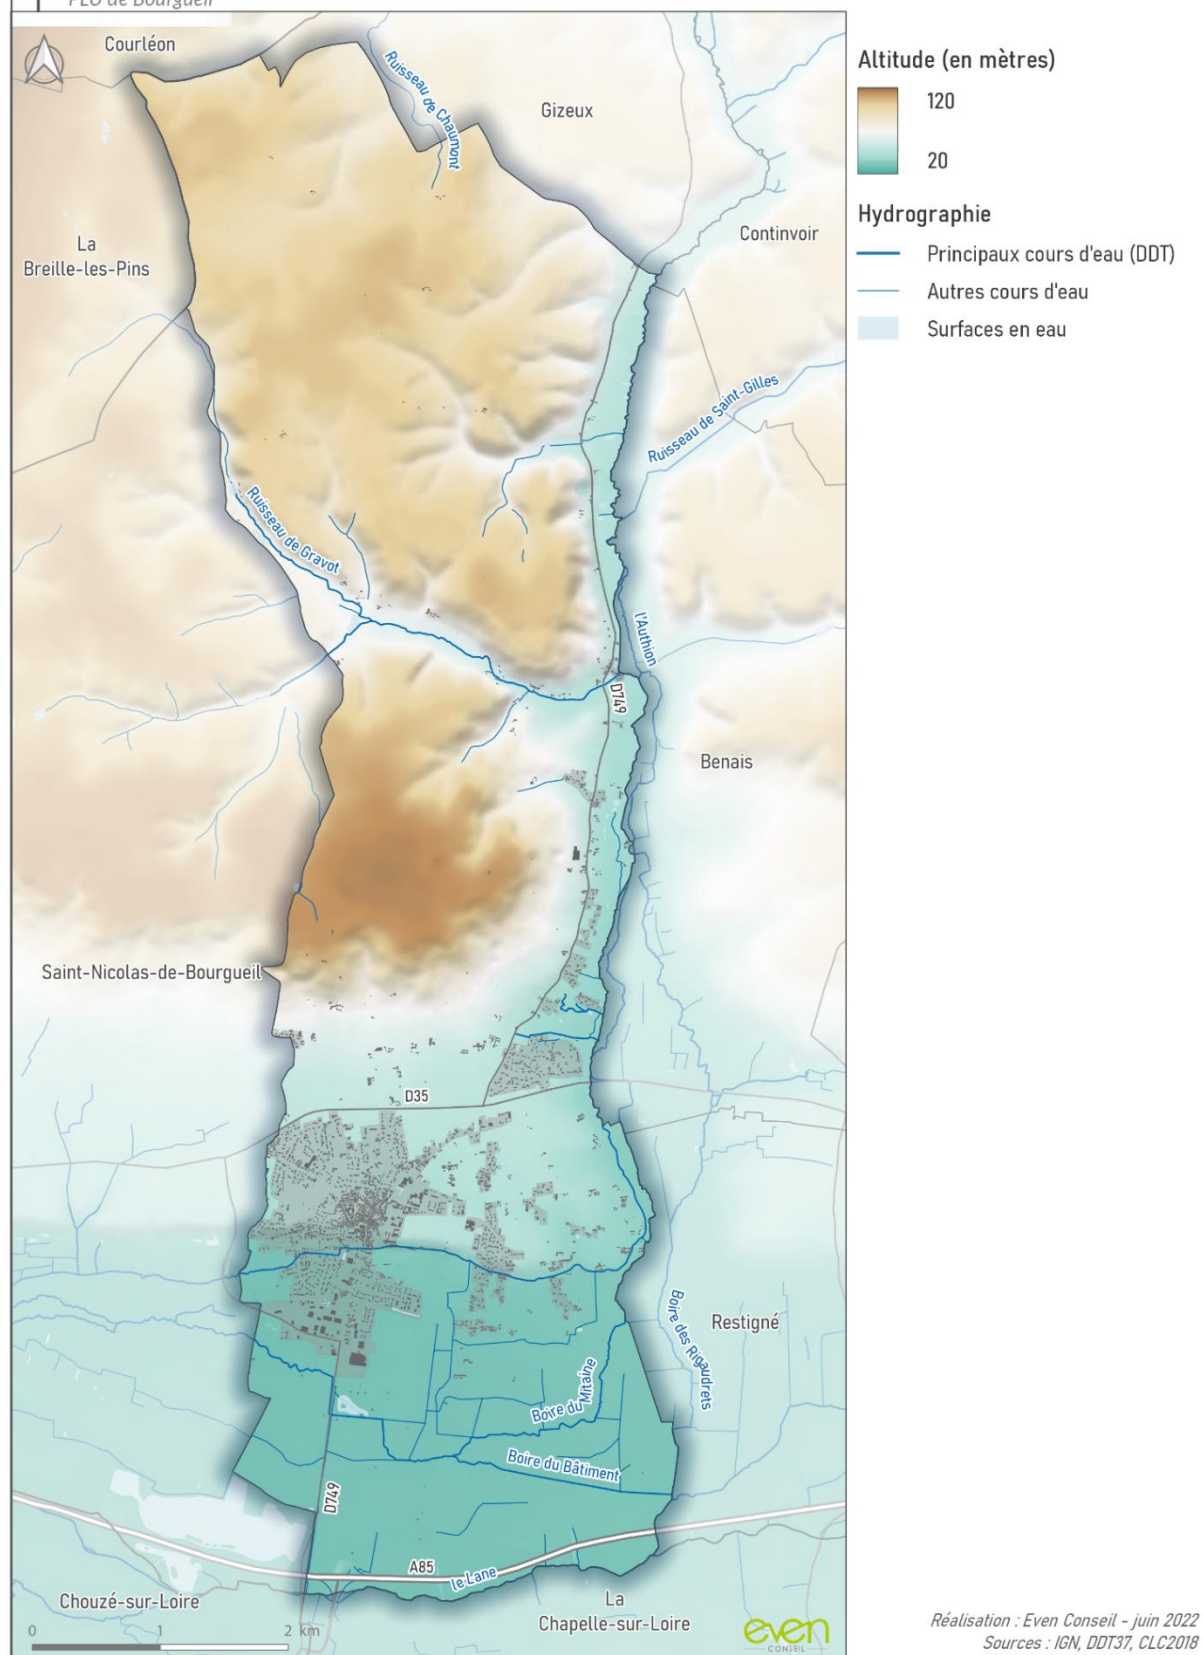 PLU de Bourgueil
Courléon
Ruisseau de Chaumont
Gizeux
La
Breille-les-Pins
Continvoir
Ruisseau de Saint-Gilles
Ruisseau de Gravot
l'Authion
D749
Benais
Saint-Nicolas-de-Bourgueil
D35
Boire des Rigaudrets
Restigné
Boire du Mitaine
Boire du Bâtiment
D749
A85
le Lane
Chouzé-sur-Loire
La
Chapelle-sur-Loire
0 1 2 km
even
CONSEIL
Altitude (en mètres)
120
20
Hydrographie
Principaux cours d'eau (DDT)
Autres cours d'eau
Surfaces en eau
Réalisation : Even Conseil - juin 2022
Sources : IGN, DDT37, CLC2018